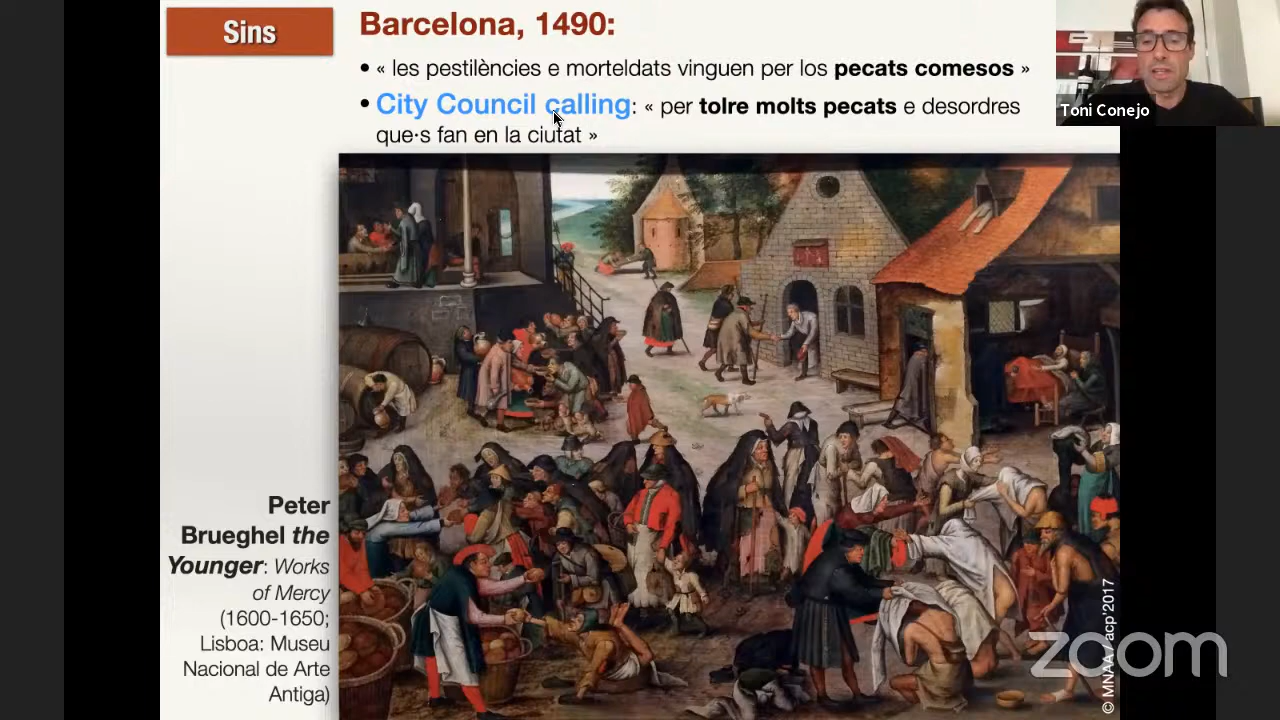 Sins
Barcelona, 1490:
• « les pestilències e morteldats vinguen per los pecats comesos »
• City Council calling: « per tolre molts pecats e desordres
que·s fan en la ciutat »
Toni Conejo
Peter
Brueghel the
Younger: Works
of Mercy
(1600-1650;
Lisboa: Museu
Nacional de Arte
Antiga)
© MNAA / acp'2017
zoom